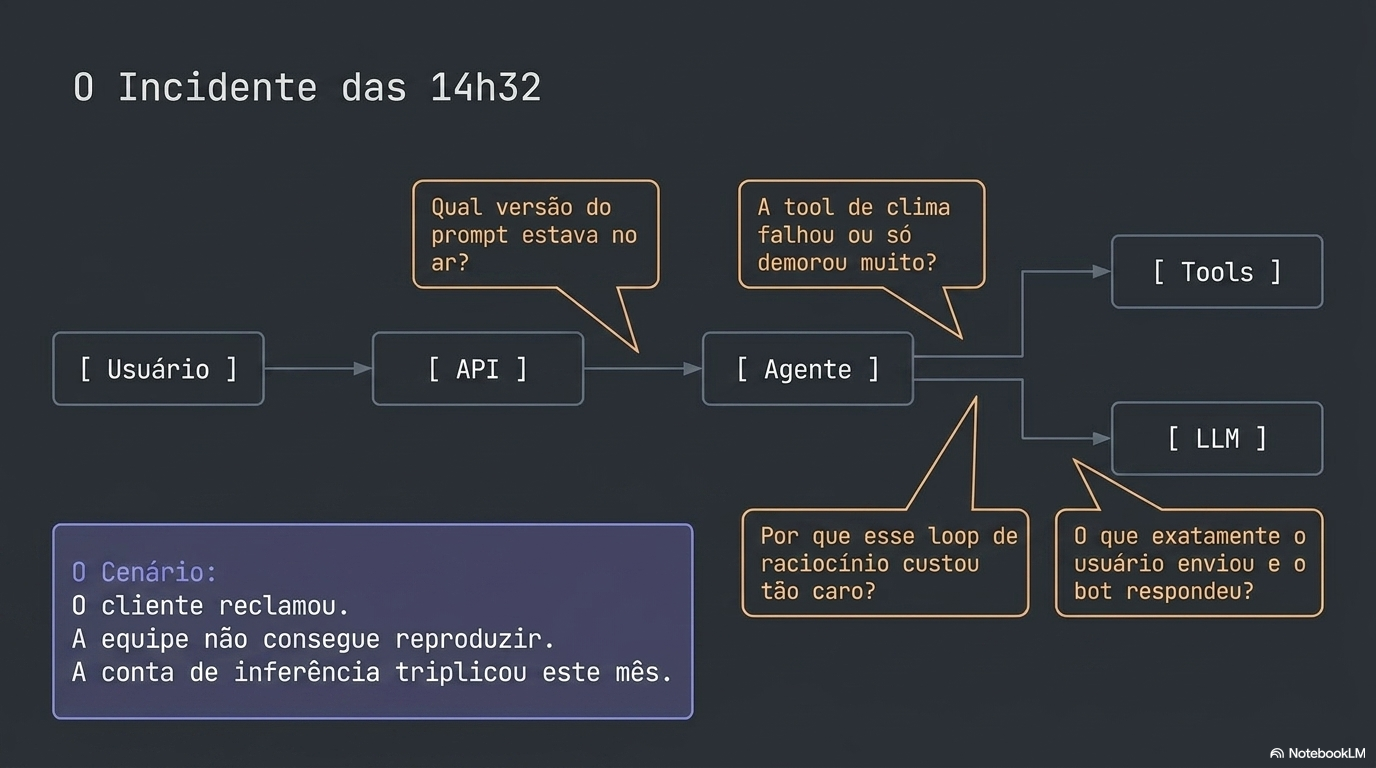 O Incidente das 14h32
Qual versão do
prompt estava no
ar?
A tool de clima
falhou ou só
demorou muito?
[ Tools ]
[ Usuário ]
[ API ]
[ Agente ]
[ LLM ]
Por que esse loop de
raciocínio custou
tão caro?
O que exatamente o
usuário enviou e o
bot respondeu?
O Cenário:
O cliente reclamou.
A equipe não consegue reproduzir.
A conta de inferência triplicou este mês.
NotebookLM